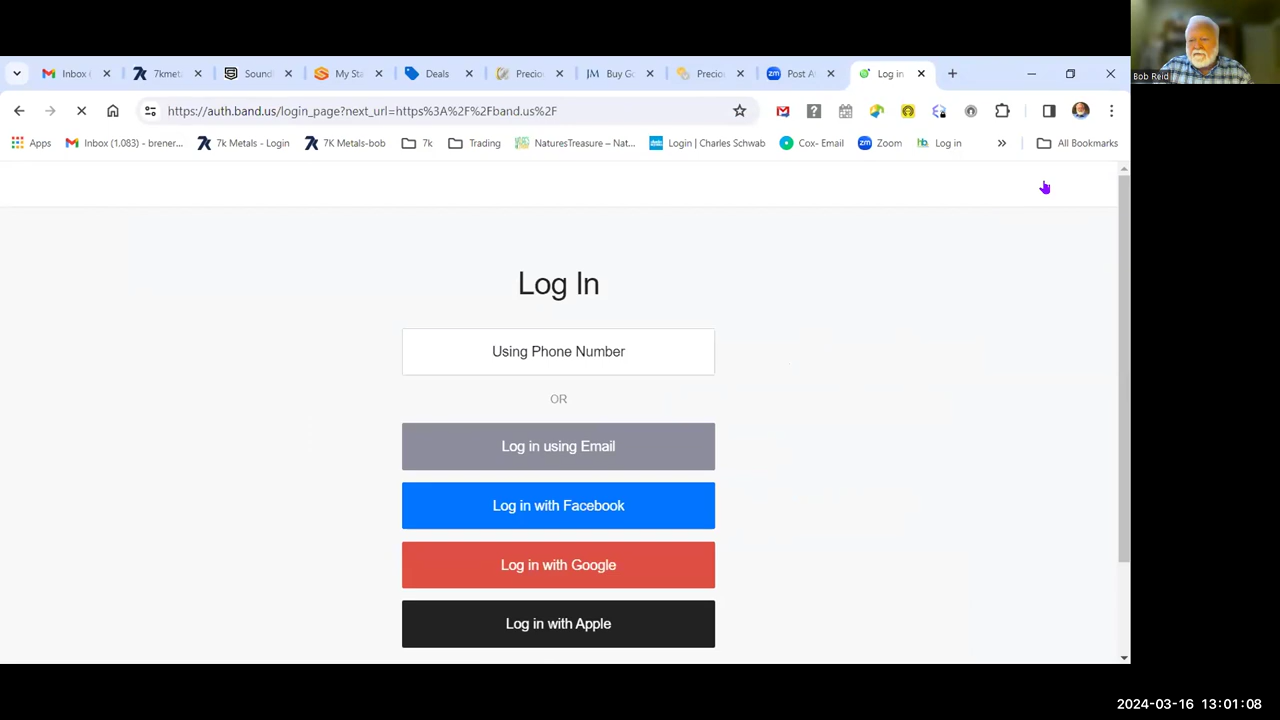 Bob Reid
Inbox (
7kmet
Sound
My Sta
Deals
Precio
Buy Go
Precio
Post A
Log in
https://auth.band.us/login_page?next_url=https%3A%2F%2Fband.us%2F
Apps
Inbox (1.083) - brener...
7k Metals - Login
7K Metals-bob
7k
Trading
NaturesTreasure – Nat...
Login | Charles Schwab
Cox- Email
Zoom
Log in
All Bookmarks
Log In
Using Phone Number
OR
Log in using Email
Log in with Facebook
Log in with Google
Log in with Apple
2024-03-16 13:01:08